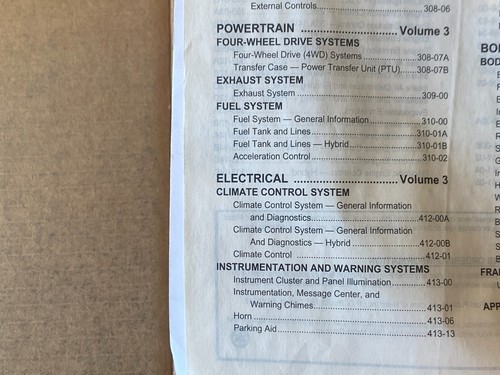 External Controls .................... 308-06
POWERTRAIN ................................ Volume 3
FOUR-WHEEL DRIVE SYSTEMS
Four-Wheel Drive (4WD) Systems .................... 308-07A
Transfer Case — Power Transfer Unit (PTU)...... 308-07B
EXHAUST SYSTEM
Exhaust System .................... 309-00
FUEL SYSTEM
Fuel System — General Information .................... 310-00
Fuel Tank and Lines .................... 310-01A
Fuel Tank and Lines — Hybrid .................... 310-01B
Acceleration Control .................... 310-02
ELECTRICAL ................................ Volume 3
CLIMATE CONTROL SYSTEM
Climate Control System — General Information
and Diagnostics .................... 412-00A
Climate Control System — General Information
And Diagnostics — Hybrid .................... 412-00B
Climate Control .................... 412-01
INSTRUMENTATION AND WARNING SYSTEMS
Instrument Cluster and Panel Illumination .................... 413-00
Instrumentation, Message Center, and
Warning Chimes .................... 413-01
Horn .................... 413-06
Parking Aid .................... 413-13